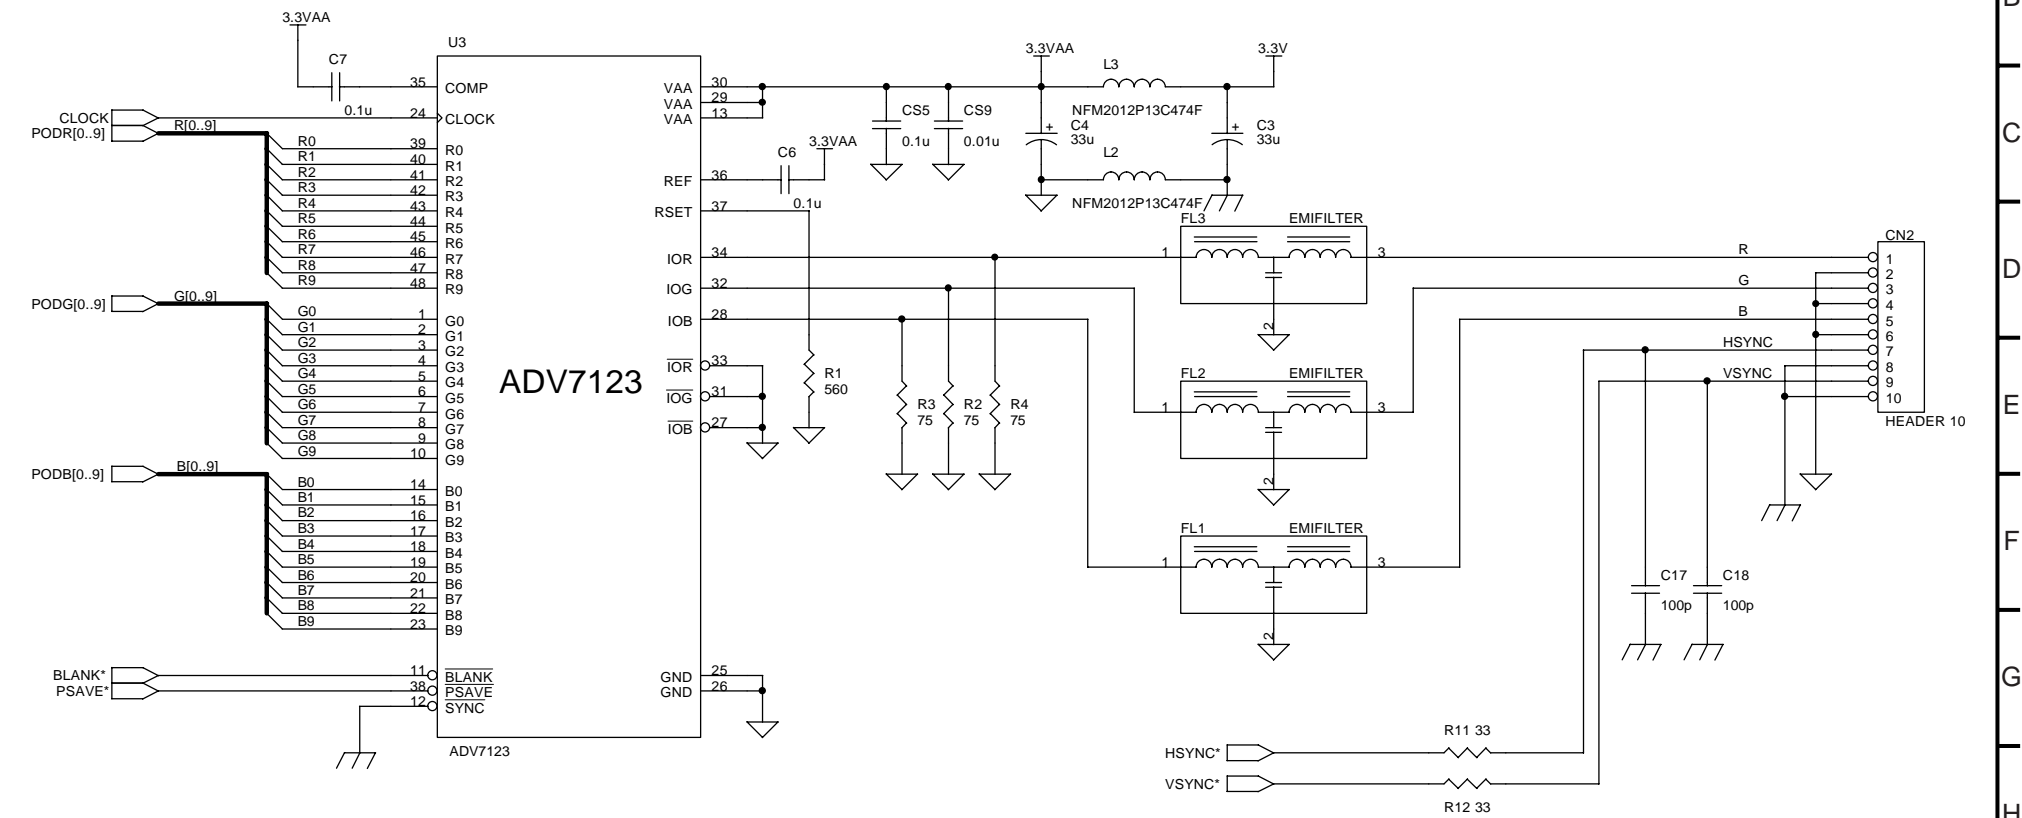 B
3.3VAA
U3
C7
0.1u
35 COMP
CLOCK
24 CLOCK
PODR[0..9]
R[0..9]
R0 39 R0
R1 40 R1
R2 41 R2
R3 42 R3
R4 43 R4
R5 44 R5
R6 45 R6
R7 46 R7
R8 47 R8
R9 48 R9
PODG[0..9]
G[0..9]
G0 1 G0
G1 2 G1
G2 3 G2
G3 4 G3
G4 5 G4
G5 6 G5
G6 7 G6
G7 8 G7
G8 9 G8
G9 10 G9
PODB[0..9]
B[0..9]
B0 14 B0
B1 15 B1
B2 16 B2
B3 17 B3
B4 18 B4
B5 19 B5
B6 20 B6
B7 21 B7
B8 22 B8
B9 23 B9
BLANK* 11 BLANK
PSAVE* 38 PSAVE
12 SYNC
ADV7123
ADV7123
VAA 30
VAA 29
VAA 13
REF 36
RSET 37
IOR 34
IOG 32
IOB 28
IOR 33
IOG 31
IOB 27
GND 25
GND 26
C6
0.1u
3.3VAA
R1
560
CS5
0.1u
CS9
0.01u
3.3VAA
L3
NFM2012P13C474F
3.3V
C4
33u
C3
33u
L2
NFM2012P13C474F
R3
75
R2
75
R4
75
FL3 EMIFILTER
1 3
2
FL2 EMIFILTER
1 3
2
FL1 EMIFILTER
1 3
2
R
G
B
HSYNC
VSYNC
CN2
1
2
3
4
5
6
7
8
9
10
HEADER 10
C17
100p
C18
100p
HSYNC*
R11 33
VSYNC*
R12 33
C
D
E
F
G
H